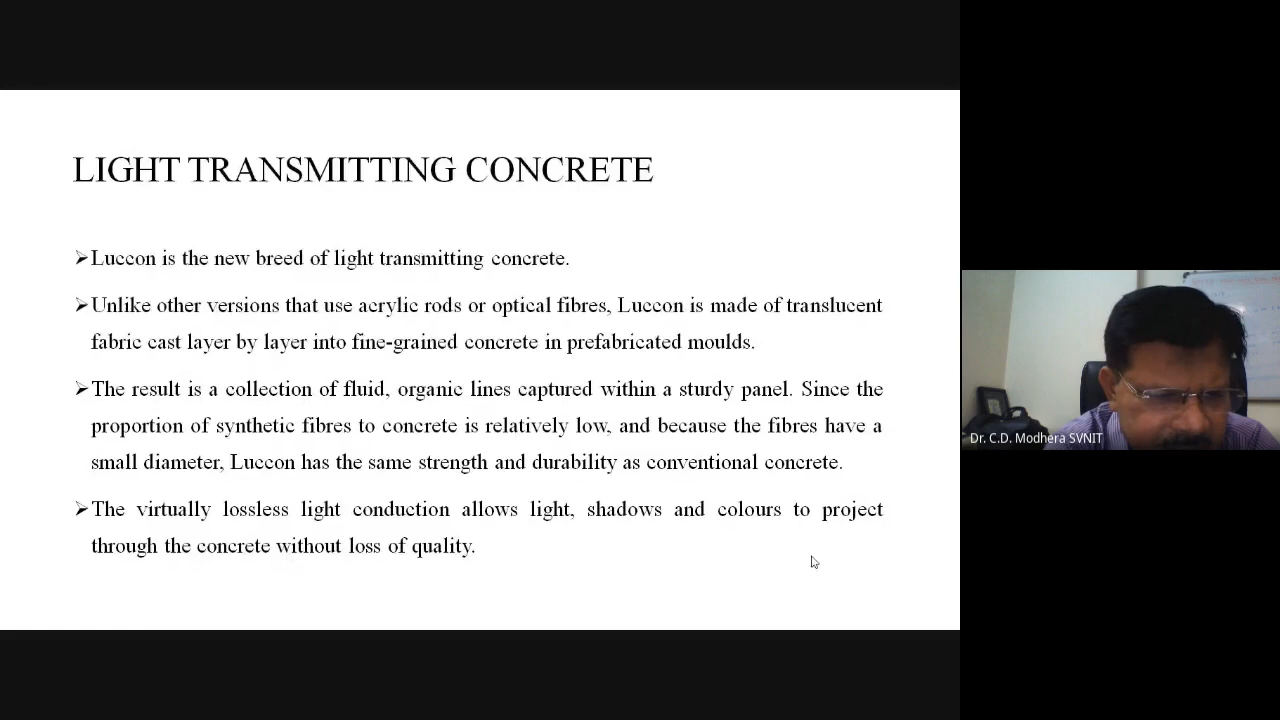 LIGHT TRANSMITTING CONCRETE
➢Luccon is the new breed of light transmitting concrete.
➢Unlike other versions that use acrylic rods or optical fibres, Luccon is made of translucent
fabric cast layer by layer into fine-grained concrete in prefabricated moulds.
➢The result is a collection of fluid, organic lines captured within a sturdy panel. Since the
proportion of synthetic fibres to concrete is relatively low, and because the fibres have a
small diameter, Luccon has the same strength and durability as conventional concrete.
➢The virtually lossless light conduction allows light, shadows and colours to project
through the concrete without loss of quality.
Dr. C.D. Modhera SVNIT